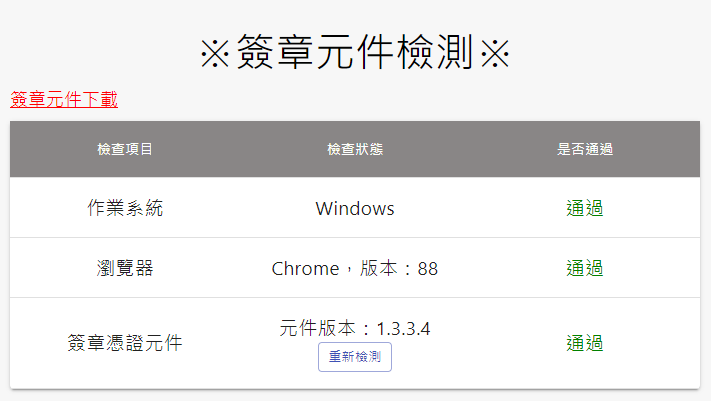 ※簽章元件檢測※
簽章元件下載
檢查項目 檢查狀態 是否通過
作業系統 Windows 通過
瀏覽器 Chrome，版本：88 通過
簽章憑證元件 元件版本：1.3.3.4 通過
重新檢測